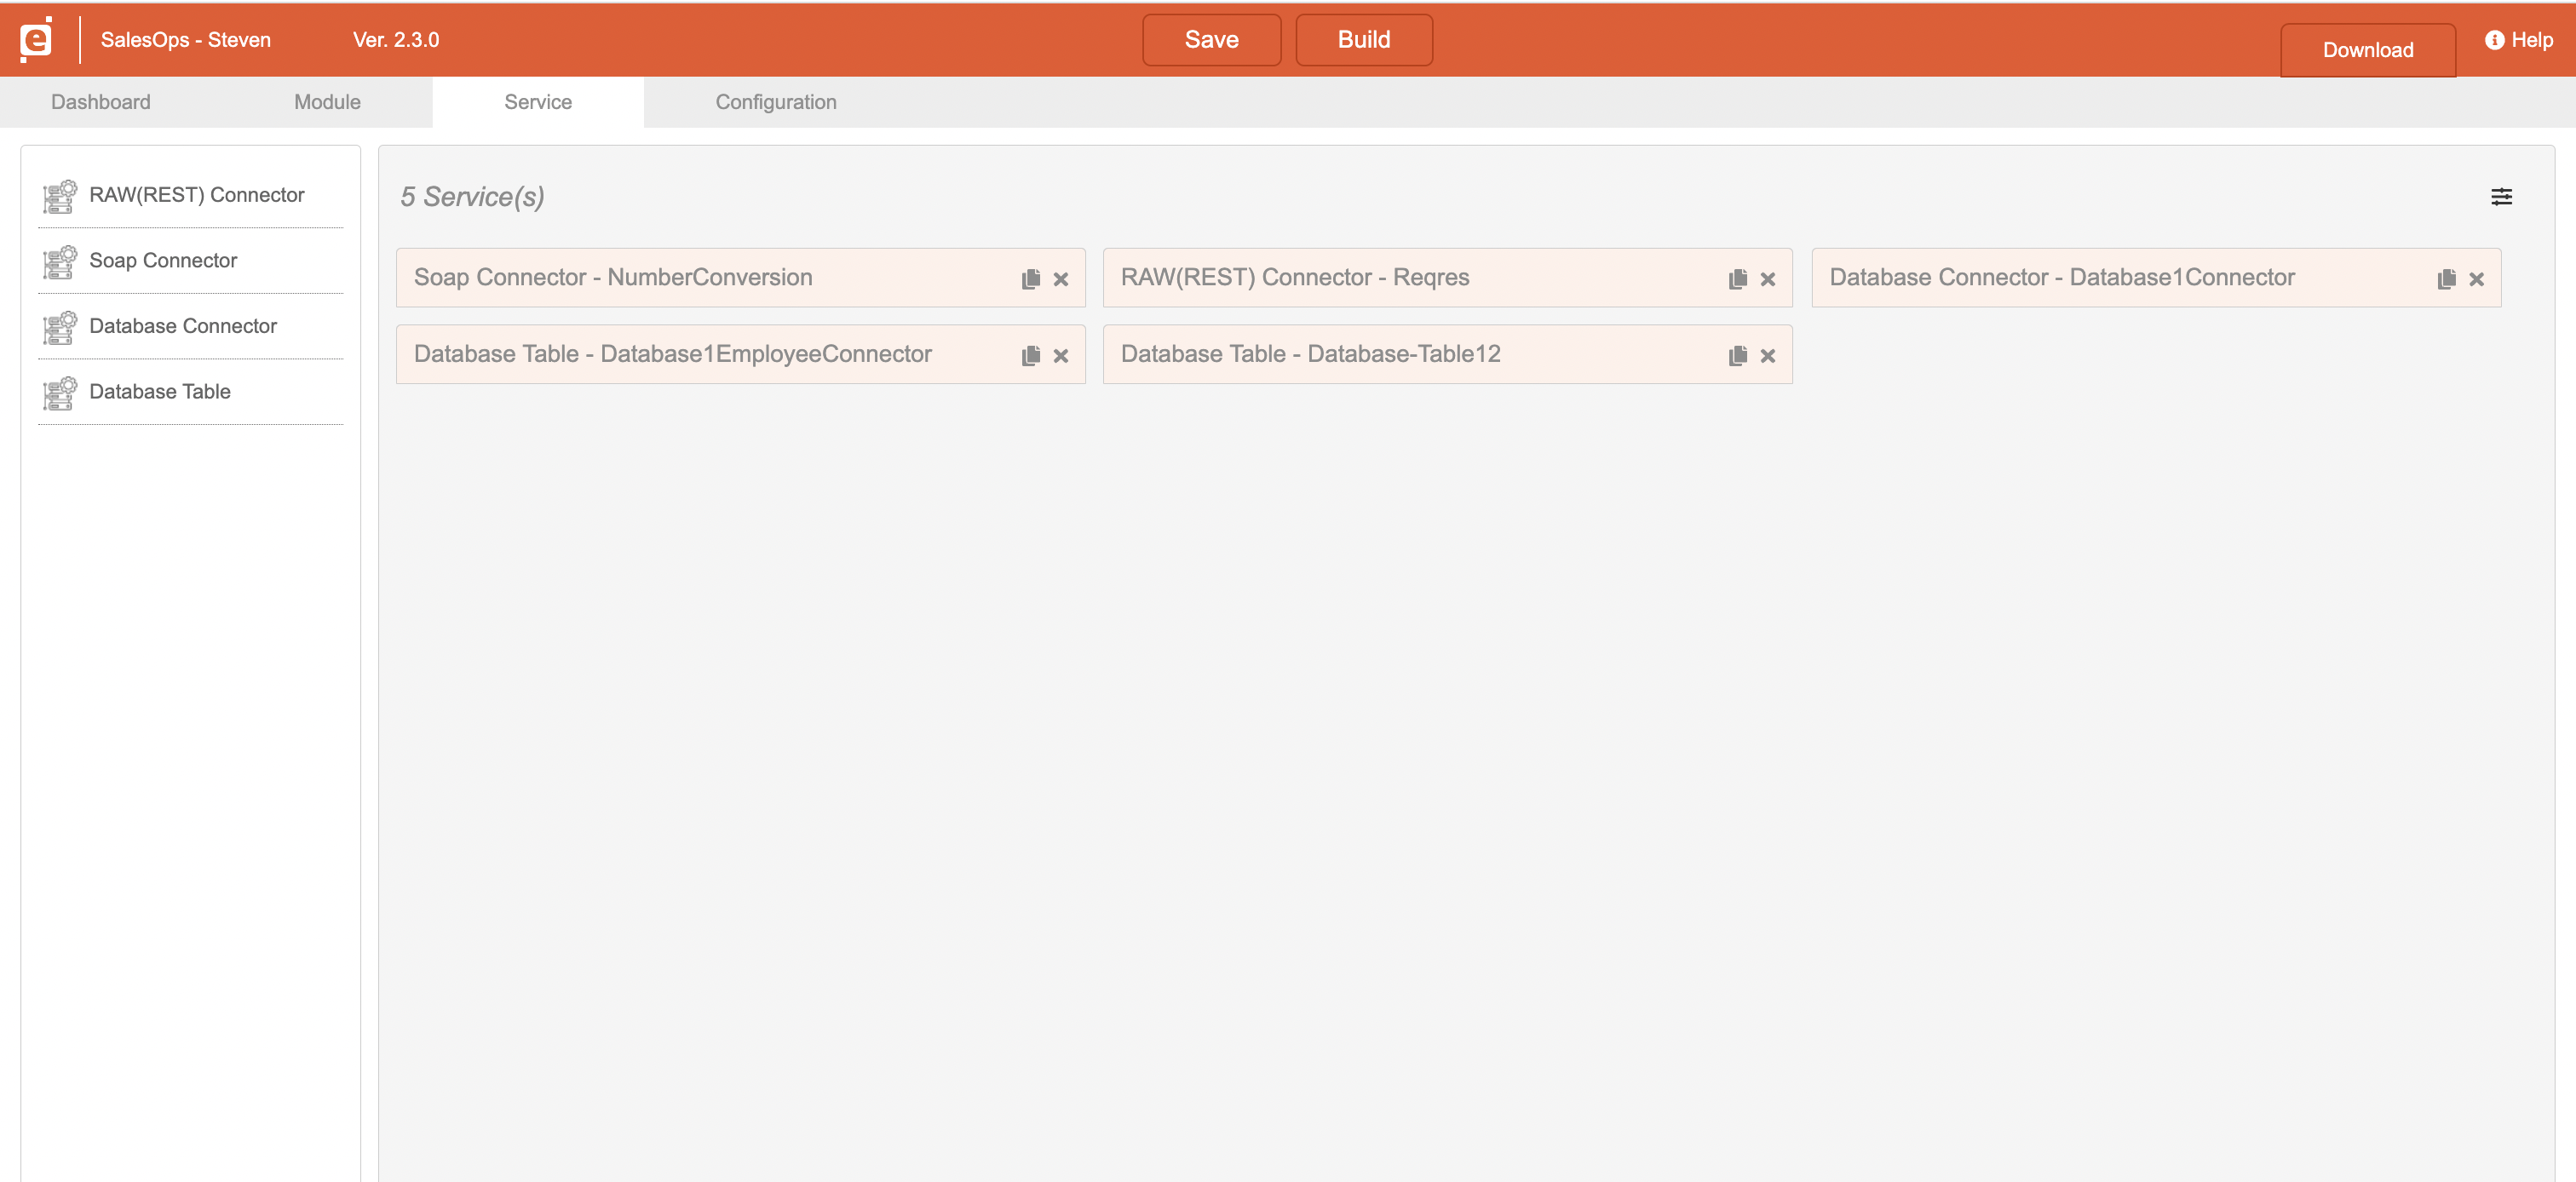 e SalesOps - Steven Ver. 2.3.0 Save Build Download Help
Dashboard Module Service Configuration
RAW(REST) Connector
Soap Connector
Database Connector
Database Table
5 Service(s)
Soap Connector - NumberConversion
RAW(REST) Connector - Reqres
Database Connector - Database1Connector
Database Table - Database1EmployeeConnector
Database Table - Database-Table12